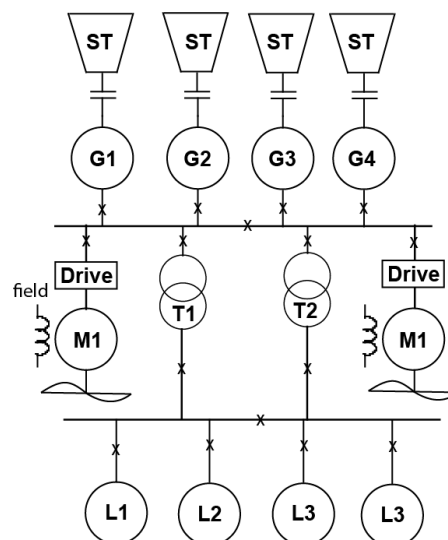 ST ST ST ST
G1 G2 G3 G4
Drive Drive
field
T1 T2
M1 M1
L1 L2 L3 L3